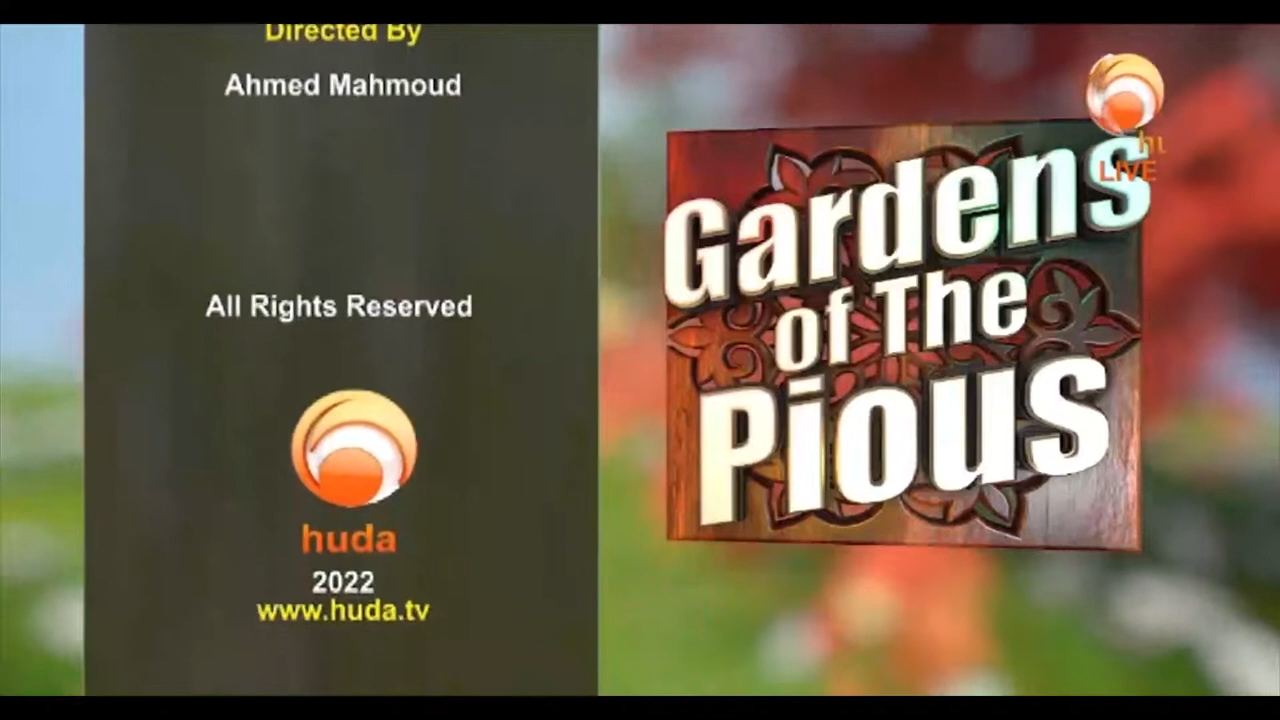 Directed By
Ahmed Mahmoud
All Rights Reserved
huda
2022
www.huda.tv
Gardens
of The
Pious
LIVE